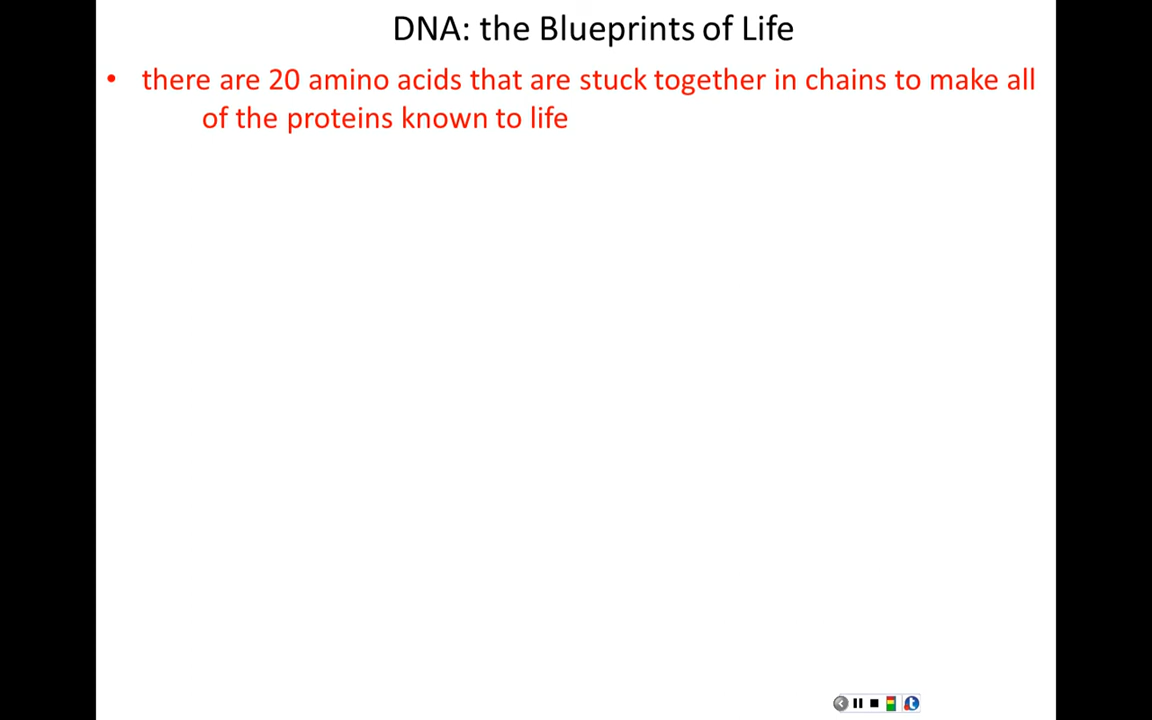 DNA: the Blueprints of Life
• there are 20 amino acids that are stuck together in chains to make all
of the proteins known to life